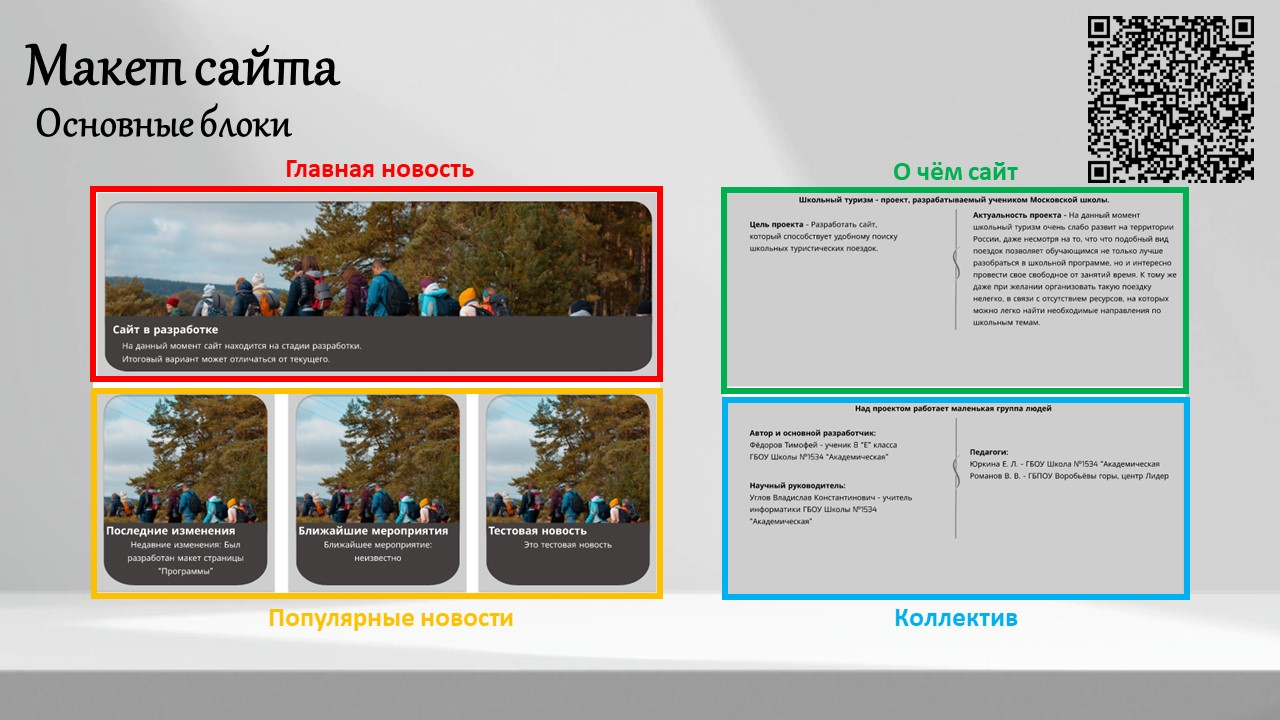 Макет сайта
Основные блоки
Главная новость
Сайт в разработке
На данный момент сайт находится на стадии разработки.
Итоговый вариант может отличаться от текущего.
Последние изменения
Недавние изменения: Был
разработан макет страницы
"Программы"
Ближайшие мероприятия
Ближайшее мероприятие:
неизвестно
Тестовая новость
Это тестовая новость
Популярные новости
О чём сайт
Школьный туризм - проект, разрабатываемый учеником Московской школы.
Цель проекта - Разработать сайт,
который способствует удобному поиску
школьных туристических поездок.
Актуальность проекта - На данный момент
школьный туризм очень слабо развит на территории
России, даже несмотря на то, что что подобный вид
поездок позволяет обучающимся не только лучше
разобраться в школьной программе, но и интересно
провести свое свободное от занятий время. К тому же
даже при желании организовать такую поездку
нелегко, в связи с отсутствием ресурсов, на которых
можно легко найти необходимые направления по
школьным темам.
Над проектом работает маленькая группа людей
Автор и основной разработчик:
Фёдоров Тимофей - ученик 8 "Е" класса
ГБОУ Школы №1534 "Академическая"
Научный руководитель:
Углов Владислав Константинович - учитель
информатики ГБОУ Школы №1534
"Академическая"
Педагоги:
Юркина Е. Л. - ГБОУ Школа №1534 "Академическая
Романов В. В. - ГБПОУ Воробьёвы горы, центр Лидер
Коллектив